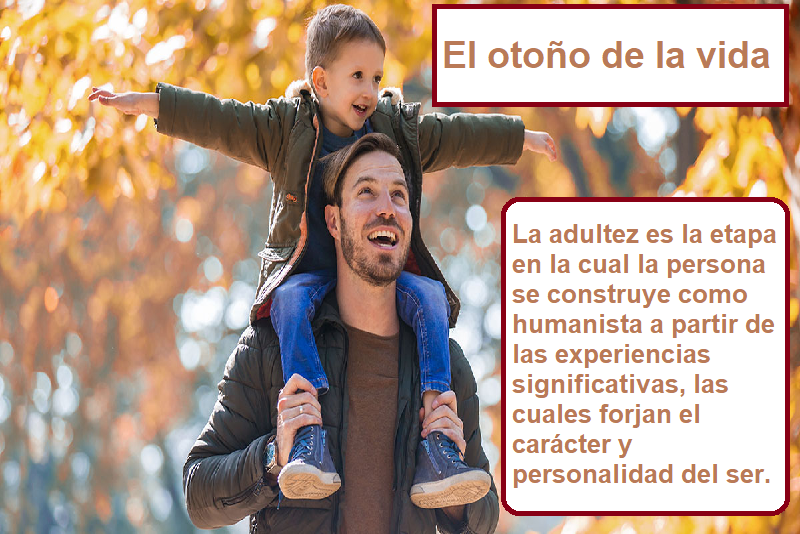 El otoño de la vida
La adultez es la etapa
en la cual la persona
se construye como
humanista a partir de
las experiencias
significativas, las
cuales forjan el
carácter y
personalidad del ser.